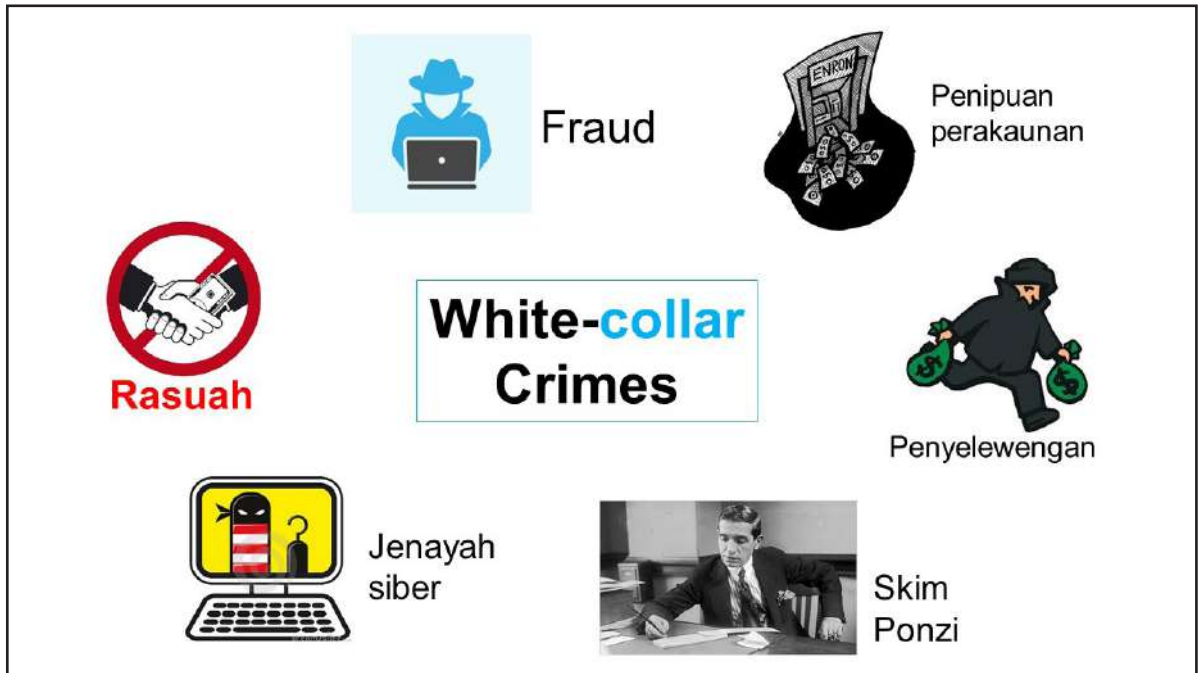 Fraud
ENRON
Penipuan
perakaunan
Rasuah
White-collar
Crimes
Penyelewengan
Jenayah
siber
Skim
Ponzi